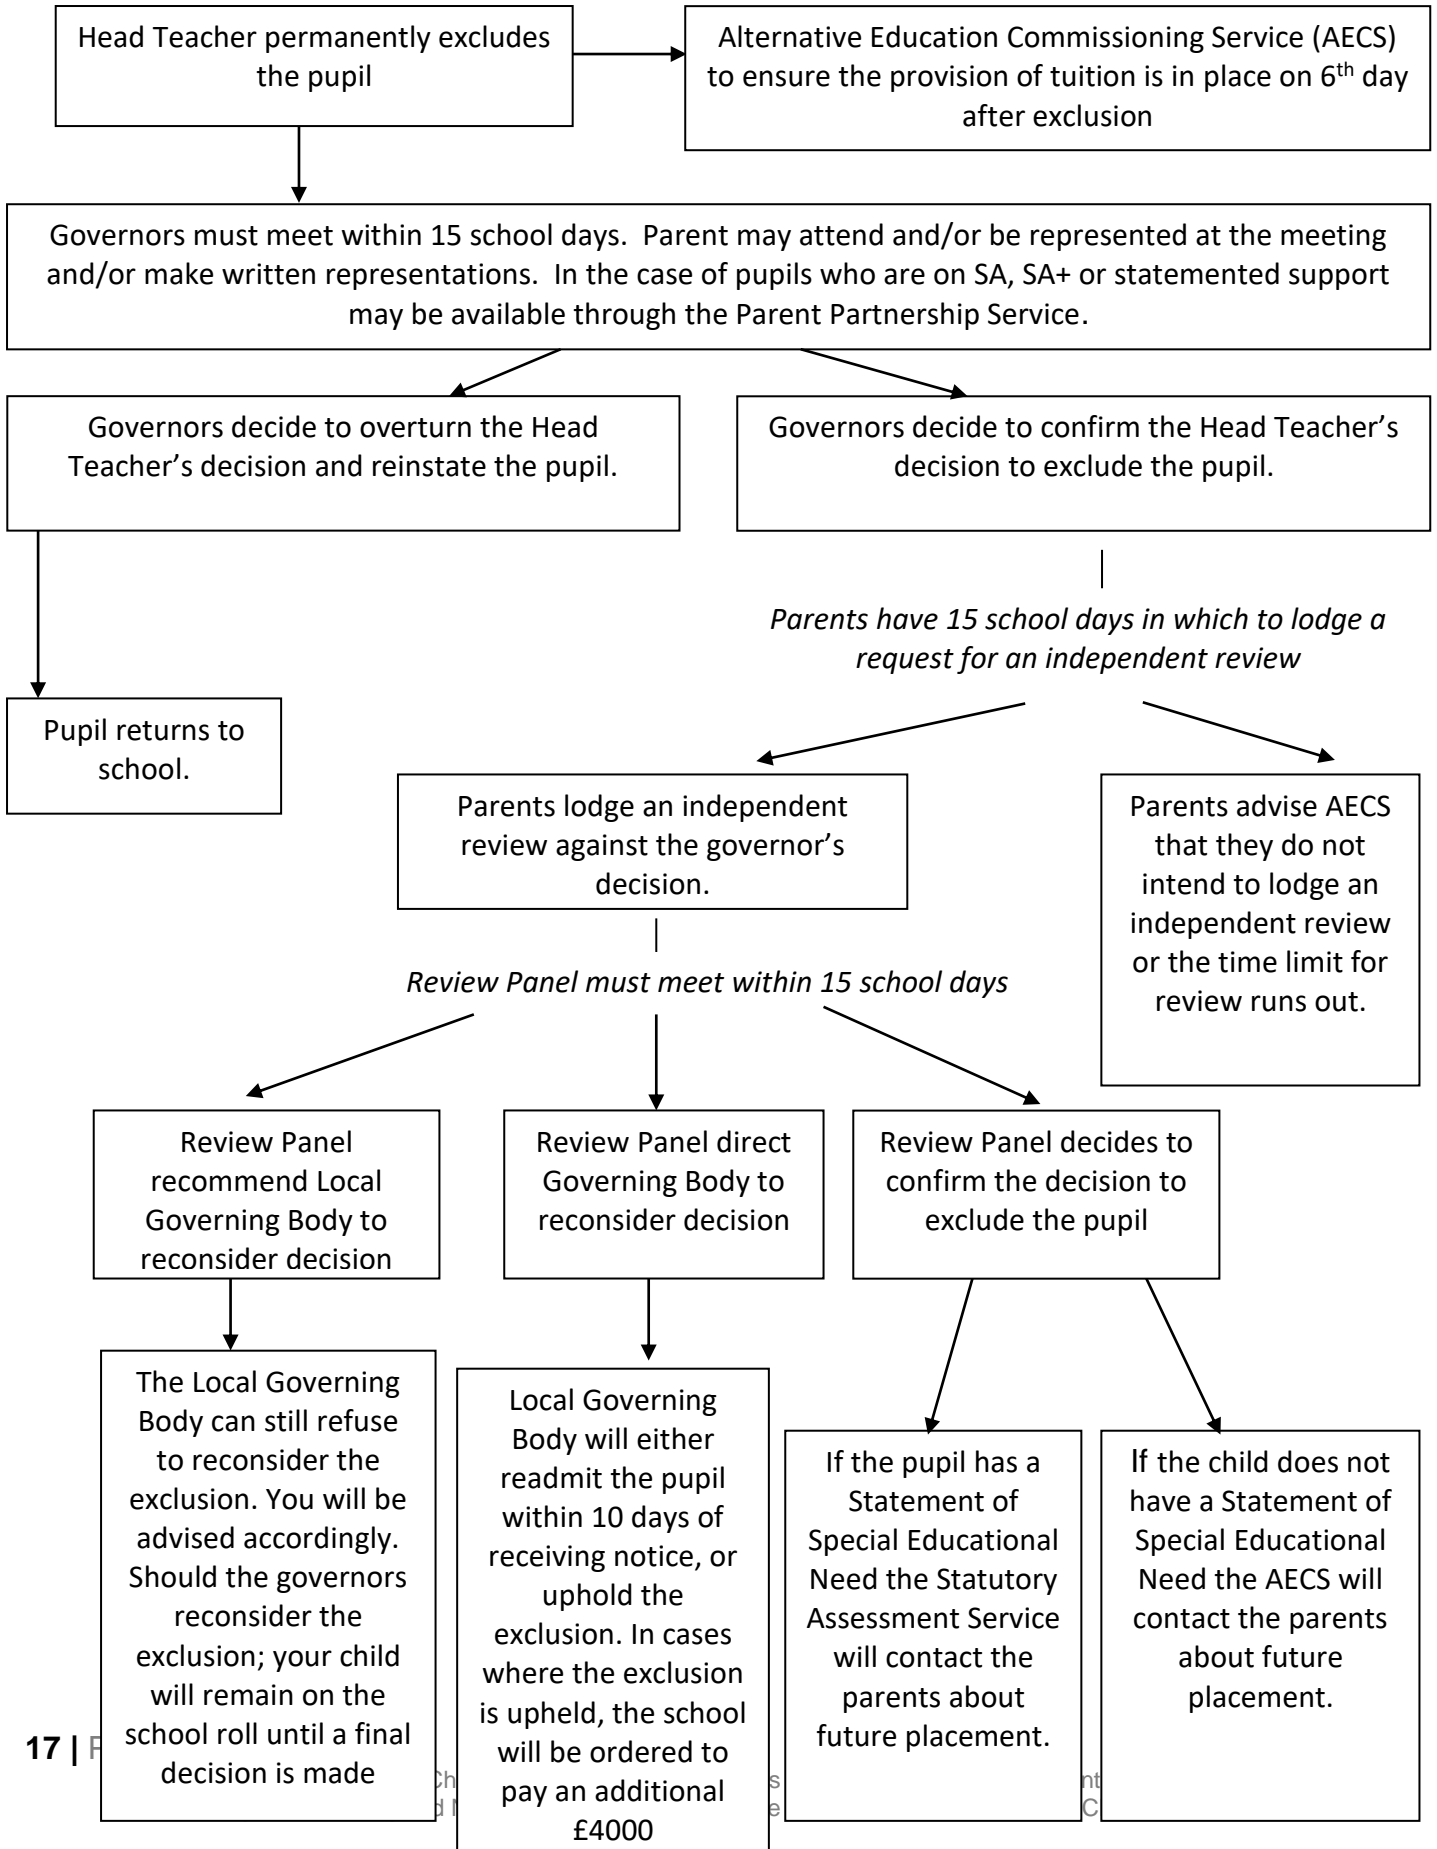 Head Teacher permanently excludes
the pupil
Alternative Education Commissioning Service (AECS)
to ensure the provision of tuition is in place on 6th day
after exclusion
Governors must meet within 15 school days.  Parent may attend and/or be represented at the meeting
and/or make written representations.  In the case of pupils who are on SA, SA+ or statemented support
may be available through the Parent Partnership Service.
Governors decide to overturn the Head
Teacher’s decision and reinstate the pupil.
Governors decide to confirm the Head Teacher’s
decision to exclude the pupil.
Parents have 15 school days in which to lodge a
request for an independent review
Pupil returns to
school.
Parents lodge an independent
review against the governor’s
decision.
Parents advise AECS
that they do not
intend to lodge an
independent review
or the time limit for
review runs out.
Review Panel must meet within 15 school days
Review Panel
recommend Local
Governing Body to
reconsider decision
Review Panel direct
Governing Body to
reconsider decision
Review Panel decides to
confirm the decision to
exclude the pupil
The Local Governing
Body can still refuse
to reconsider the
exclusion. You will be
advised accordingly.
Should the governors
reconsider the
exclusion; your child
will remain on the
school roll until a final
decision is made
Local Governing
Body will either
readmit the pupil
within 10 days of
receiving notice, or
uphold the
exclusion. In cases
where the exclusion
is upheld, the school
will be ordered to
pay an additional
£4000
If the pupil has a
Statement of
Special Educational
Need the Statutory
Assessment Service
will contact the
parents about
future placement.
If the child does not
have a Statement of
Special Educational
Need the AECS will
contact the parents
about future
placement.
17 |